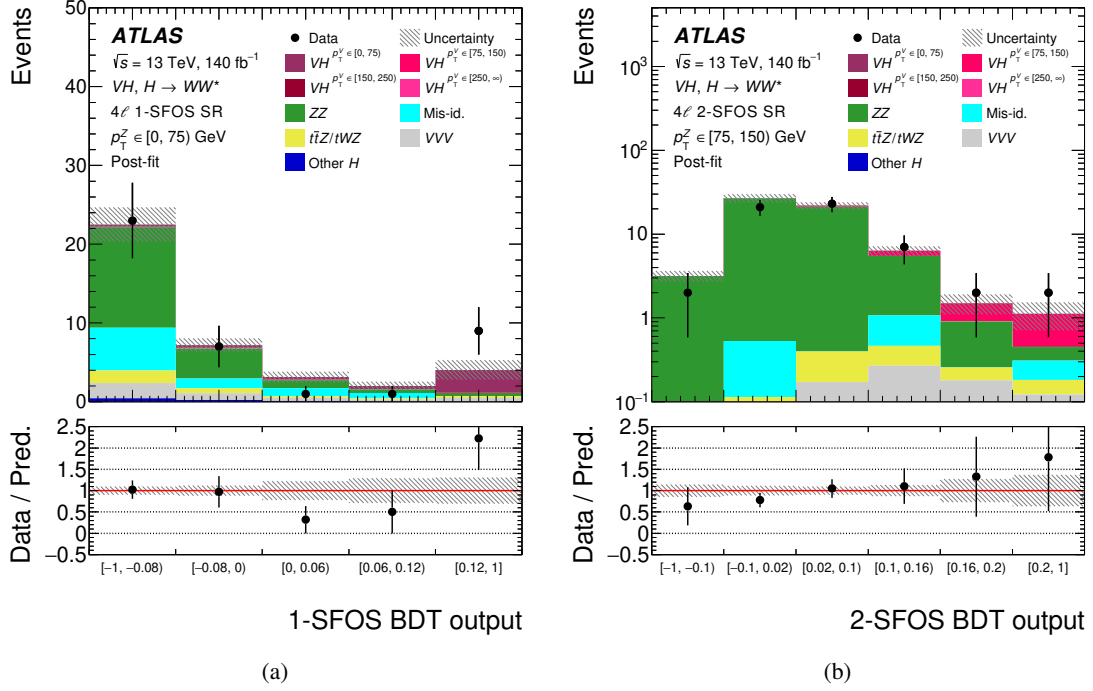 Events
50
40
30
20
10
0
ATLAS
√s = 13 TeV, 140 fb⁻¹
VH, H → WW*
4ℓ 1-SFOS SR
p_T^Z ∈ [0, 75) GeV
Post-fit
Data
Uncertainty
VH^{p_T^V ∈ [0, 75)}
VH^{p_T^V ∈ [75, 150)}
VH^{p_T^V ∈ [150, 250)}
VH^{p_T^V ∈ [250, ∞)}
ZZ
Mis-id.
tt̄Z/tWZ
VVV
Other H
Data / Pred.
2.5
2
1.5
1
0.5
0
−0.5
[−1, −0.08) [−0.08, 0) [0, 0.06) [0.06, 0.12) [0.12, 1]
1-SFOS BDT output
(a)
Events
10³
10²
10
1
10⁻¹
ATLAS
√s = 13 TeV, 140 fb⁻¹
VH, H → WW*
4ℓ 2-SFOS SR
p_T^Z ∈ [75, 150) GeV
Post-fit
Data
Uncertainty
VH^{p_T^V ∈ [0, 75)}
VH^{p_T^V ∈ [75, 150)}
VH^{p_T^V ∈ [150, 250)}
VH^{p_T^V ∈ [250, ∞)}
ZZ
Mis-id.
tt̄Z/tWZ
VVV
Other H
Data / Pred.
2.5
2
1.5
1
0.5
0
−0.5
[−1, −0.1) [−0.1, 0.02) [0.02, 0.1) [0.1, 0.16) [0.16, 0.2) [0.2, 1]
2-SFOS BDT output
(b)